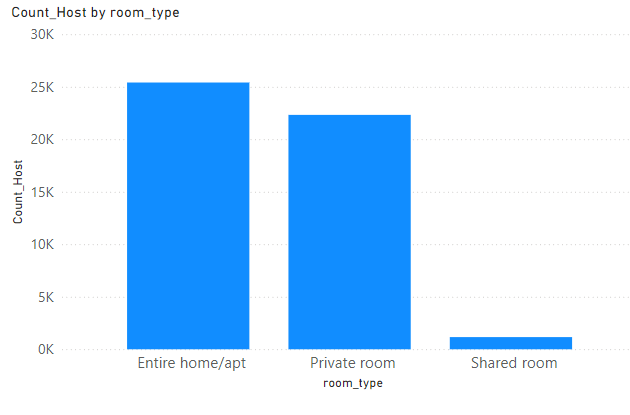 Count_Host by room_type
30K
25K
20K
15K
10K
5K
0K
Count_Host
Entire home/apt Private room Shared room
room_type